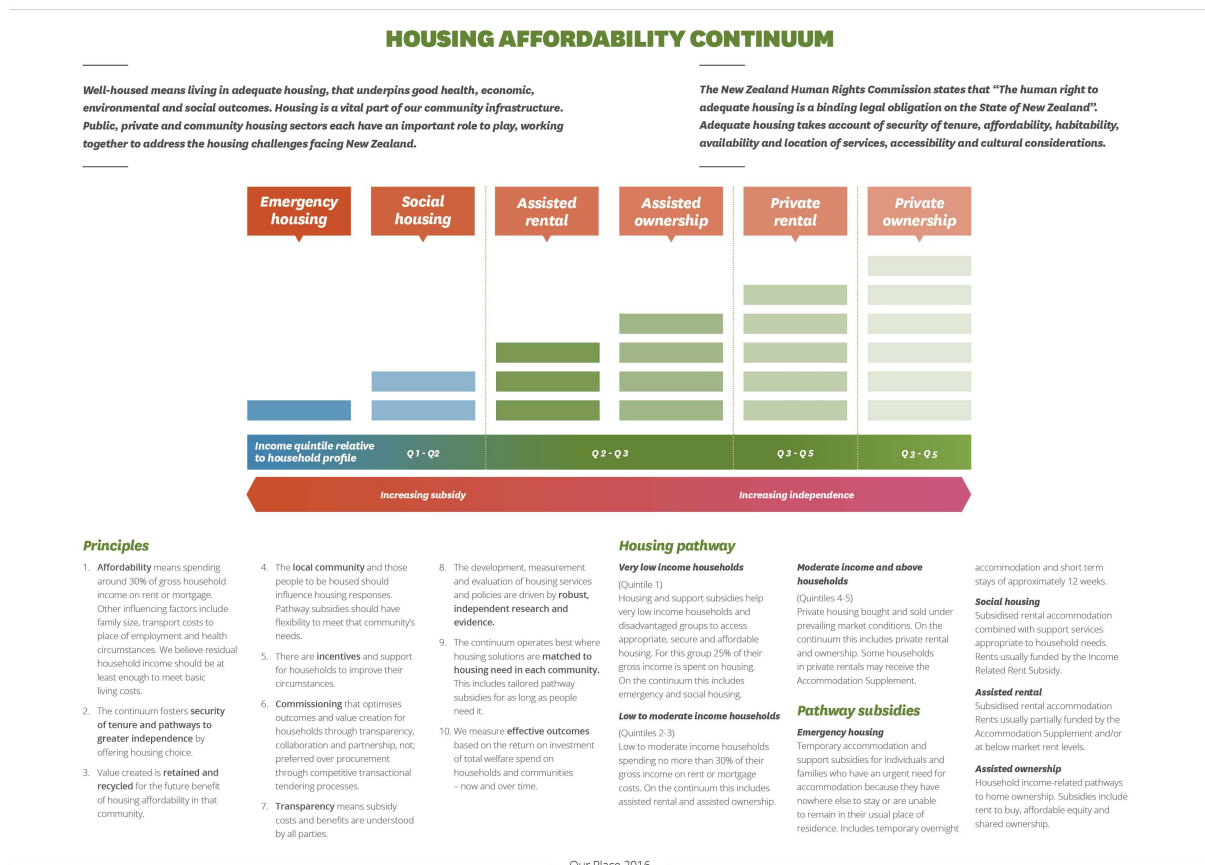 HOUSING AFFORDABILITY CONTINUUM
Well-housed means living in adequate housing, that underpins good health, economic,
environmental and social outcomes. Housing is a vital part of our community infrastructure.
Public, private and community housing sectors each have an important role to play, working
together to address the housing challenges facing New Zealand.
The New Zealand Human Rights Commission states that “The human right to
adequate housing is a binding legal obligation on the State of New Zealand”.
Adequate housing takes account of security of tenure, affordability, habitability,
availability and location of services, accessibility and cultural considerations.
Emergency
housing
Social
housing
Assisted
rental
Assisted
ownership
Private
rental
Private
ownership
Income quintile relative
to household profile
Q 1 - Q2
Q 2 - Q3
Q 3 - Q5
Q 3 - Q5
Increasing subsidy
Increasing independence
Principles
1. Affordability means spending
around 30% of gross household
income on rent or mortgage.
Other influencing factors include
family size, transport costs to
place of employment and health
circumstances. We believe residual
household income should be at
least enough to meet basic
living costs.
2. The continuum fosters security
of tenure and pathways to
greater independence by
offering housing choice.
3. Value created is retained and
recycled for the future benefit
of housing affordability in that
community.
4. The local community and those
people to be housed should
influence housing responses.
Pathway subsidies should have
flexibility to meet that community’s
needs.
5. There are incentives and support
for households to improve their
circumstances.
6. Commissioning that optimises
outcomes and value creation for
households through transparency,
collaboration and partnership, not;
preferred over procurement
through competitive transactional
tendering processes.
7. Transparency means subsidy
costs and benefits are understood
by all parties.
8. The development, measurement
and evaluation of housing services
and policies are driven by robust,
independent research and
evidence.
9. The continuum operates best where
housing solutions are matched to
housing need in each community.
This includes tailored pathway
subsidies for as long as people
need it.
10. We measure effective outcomes
based on the return on investment
of total welfare spend on
households and communities
– now and over time.
Housing pathway
Very low income households
(Quintile 1)
Housing and support subsidies help
very low income households and
disadvantaged groups to access
appropriate, secure and affordable
housing. For this group 25% of their
gross income is spent on housing.
On the continuum this includes
emergency and social housing.
Low to moderate income households
(Quintiles 2-3)
Low to moderate income households
spending no more than 30% of their
gross income on rent or mortgage
costs. On the continuum this includes
assisted rental and assisted ownership.
Moderate income and above
households
(Quintiles 4-5)
Private housing bought and sold under
prevailing market conditions. On the
continuum this includes private rental
and ownership. Some households
in private rentals may receive the
Accommodation Supplement.
Pathway subsidies
Emergency housing
Temporary accommodation and
support subsidies for individuals and
families who have an urgent need for
accommodation because they have
nowhere else to stay or are unable
to remain in their usual place of
residence. Includes temporary overnight
accommodation and short term
stays of approximately 12 weeks.
Social housing
Subsidised rental accommodation
combined with support services
appropriate to household needs.
Rents usually funded by the Income
Related Rent Subsidy.
Assisted rental
Subsidised rental accommodation
Rents usually partially funded by the
Accommodation Supplement and/or
at below market rent levels.
Assisted ownership
Household income-related pathways
to home ownership. Subsidies include
rent to buy, affordable equity and
shared ownership.
Our Place 2016